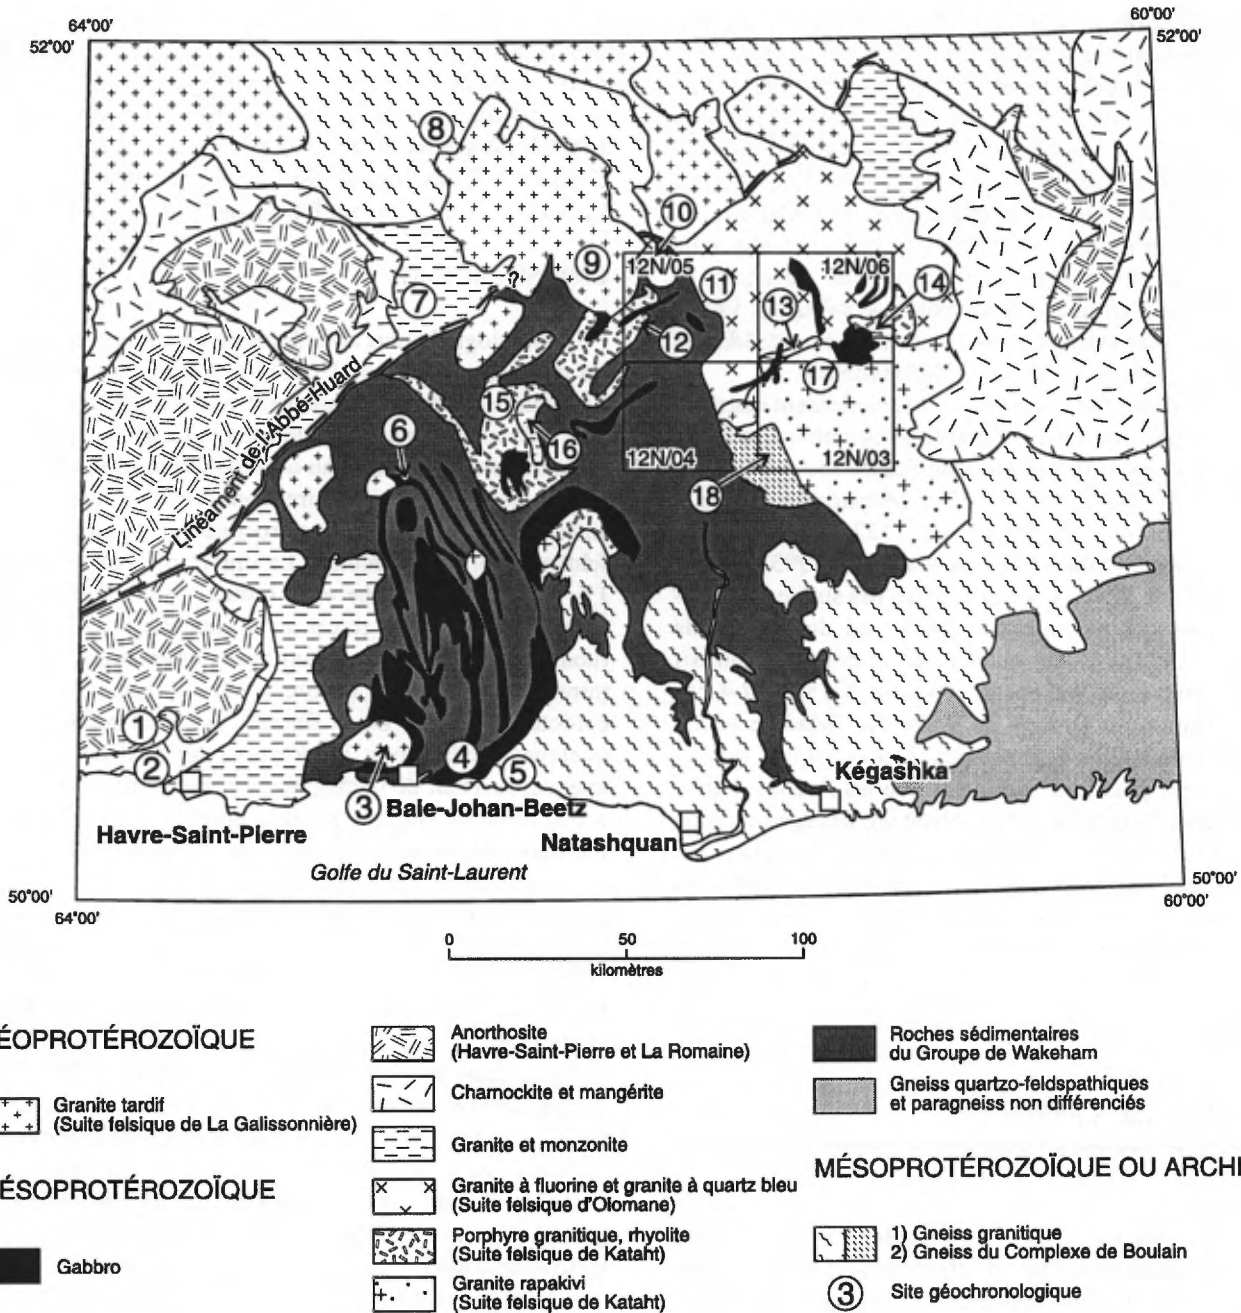 64°00'
60°00'
52°00'
52°00'
8
10
9
12N/05
11
12N/06
14
7
?
13
12
17
15
16
6
12N/04
12N/03
18
Linéament de l'Abbé-Huard
1
2
4
5
3
Kégashka
Baie-Johan-Beetz
Havre-Saint-Pierre
Natashquan
Golfe du Saint-Laurent
50°00'
50°00'
64°00'
60°00'
0
50
100
kilomètres
ÉOPROTÉROZOÏQUE
Granite tardif
(Suite felsique de La Galissonnière)
ÉSOPROTÉROZOÏQUE
Gabbro
Anorthosite
(Havre-Saint-Pierre et La Romaine)
Charnockite et mangérite
Granite et monzonite
Granite à fluorine et granite à quartz bleu
(Suite felsique d'Olomane)
Porphyre granitique, rhyolite
(Suite felsique de Kataht)
Granite rapakivi
(Suite felsique de Kataht)
Roches sédimentaires
du Groupe de Wakeham
Gneiss quartzo-feldspathiques
et paragneiss non différenciés
MÉSOPROTÉROZOÏQUE OU ARCHI
1) Gneiss granitique
2) Gneiss du Complexe de Boulain
3
Site géochronologique